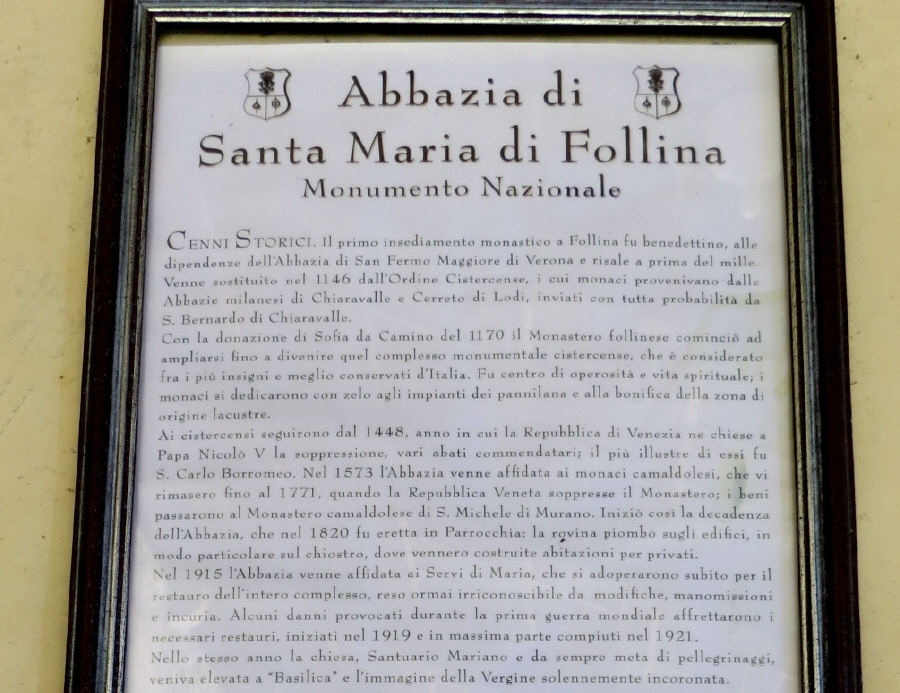 Abbazia di
Santa Maria di Follina
Monumento Nazionale
CENNI STORICI. Il primo insediamento monastico a Follina fu benedettino, alle
dipendenze dell'Abbazia di San Fermo Maggiore di Verona e risale a prima del mille.
Venne sostituito nel 1146 dall'Ordine Cistercense, i cui monaci provenivano dalle
Abbazie milanesi di Chiaravalle e Cerreto di Lodi, inviati con tutta probabilità da
S. Bernardo di Chiaravalle.
Con la donazione di Sofia da Camino del 1170 il Monastero follinese cominciò ad
ampliarsi fino a divenire quel complesso monumentale cistercense, che è considerato
fra i più insigni e meglio conservati d'Italia. Fu centro di operosità e vita spirituale; i
monaci si dedicarono con zelo agli impianti dei pannilana e alla bonifica della zona di
origine lacustre.
Ai cistercensi seguirono dal 1448, anno in cui la Repubblica di Venezia ne chiese a
Papa Nicolò V la soppressione, vari abati commendatari; il più illustre di essi fu
S. Carlo Borromeo. Nel 1573 l'Abbazia venne affidata ai monaci camaldolesi, che vi
rimasero fino al 1771, quando la Repubblica Veneta soppresse il Monastero; i beni
passarono al Monastero camaldolese di S. Michele di Murano. Iniziò così la decadenza
dell'Abbazia, che nel 1820 fu eretta in Parrocchia: la rovina piombò sugli edifici, in
modo particolare sul chiostro, dove vennero costruite abitazioni per privati.
Nel 1915 l'Abbazia venne affidata ai Servi di Maria, che si adoperarono subito per il
restauro dell'intero complesso, reso ormai irriconoscibile da modifiche, manomissioni
e incuria. Alcuni danni provocati durante la prima guerra mondiale affrettarono i
necessari restauri, iniziati nel 1919 e in massima parte compiuti nel 1921.
Nello stesso anno la chiesa, Santuario Mariano e da sempre meta di pellegrinaggi,
veniva elevata a "Basilica" e l'immagine della Vergine solennemente incoronata.